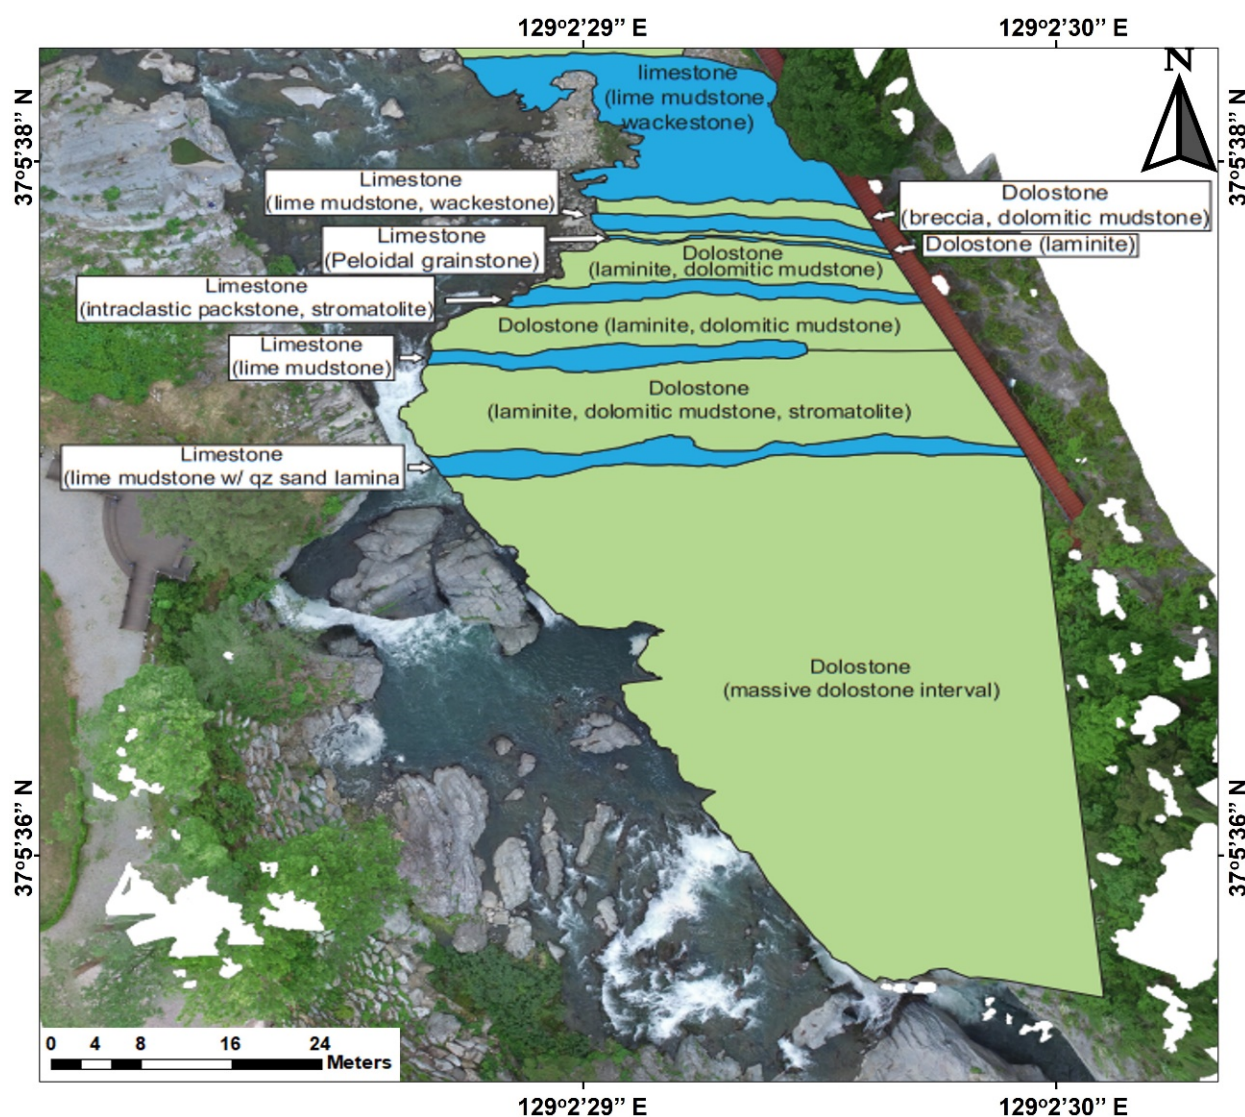 129°2'29'' E
129°2'30'' E
N
37°5'38'' N
37°5'38'' N
limestone
(lime mudstone,
wackestone)
Limestone
(lime mudstone, wackestone)
Dolostone
(breccia, dolomitic mudstone)
Limestone
(Peloidal grainstone)
Dolostone (laminite)
Dolostone
(laminite, dolomitic mudstone)
Limestone
(intraclastic packstone, stromatolite)
Dolostone (laminite, dolomitic mudstone)
Limestone
(lime mudstone)
Dolostone
(laminite, dolomitic mudstone, stromatolite)
Limestone
(lime mudstone w/ qz sand lamina
Dolostone
(massive dolostone interval)
37°5'36'' N
37°5'36'' N
0 4 8 16 24
Meters
129°2'29'' E
129°2'30'' E